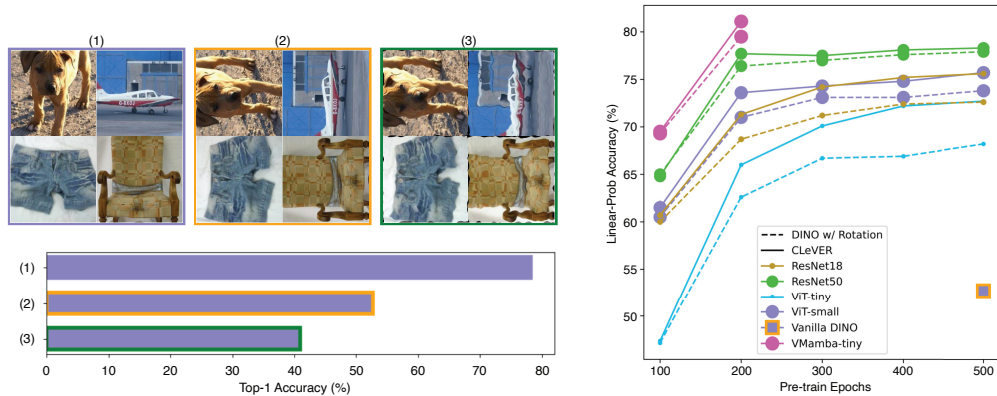 (1)
(2)
(3)
(1)
(2)
(3)
0 10 20 30 40 50 60 70 80
Top-1 Accuracy (%)
Linear-Prob Accuracy (%)
80
75
70
65
60
55
50
DINO w/ Rotation
CLeVER
ResNet18
ResNet50
ViT-tiny
ViT-small
Vanilla DINO
VMamba-tiny
100 200 300 400 500
Pre-train Epochs